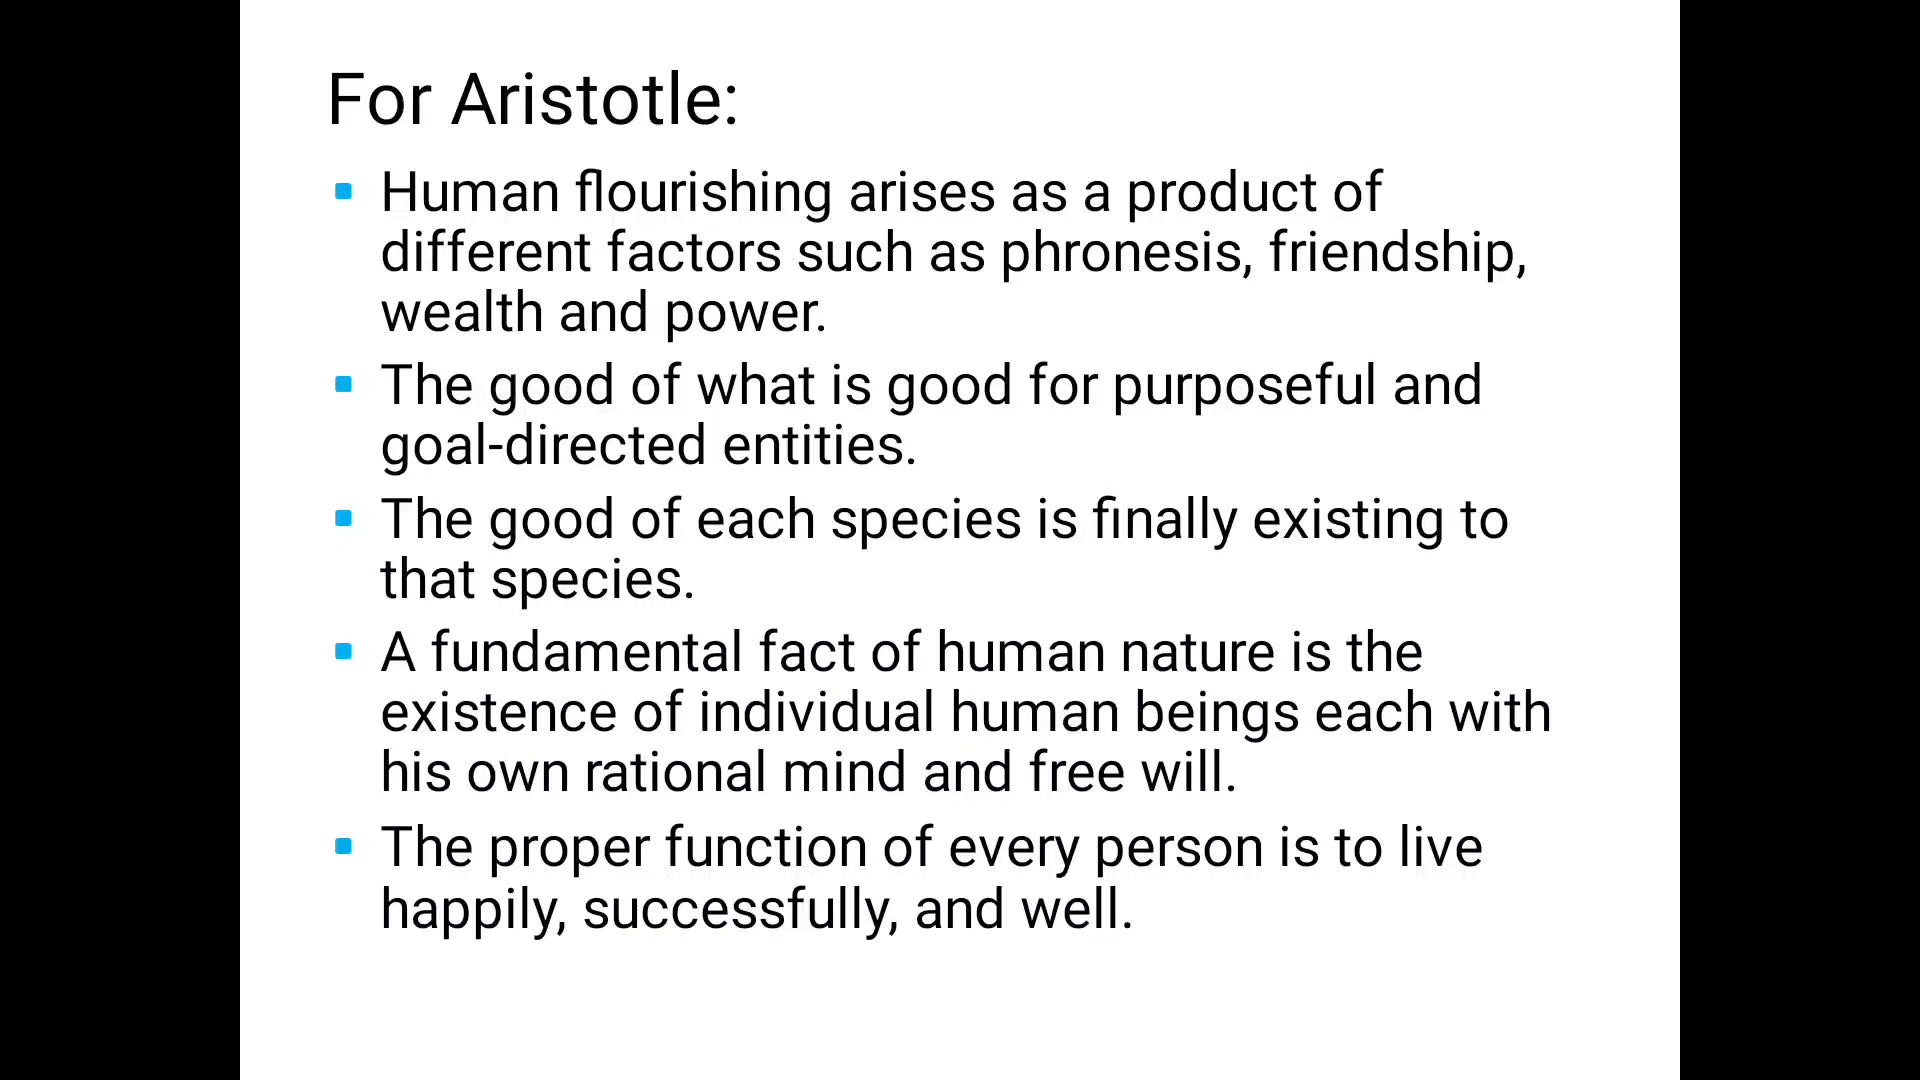 For Aristotle:
▪ Human flourishing arises as a product of
different factors such as phronesis, friendship,
wealth and power.
▪ The good of what is good for purposeful and
goal-directed entities.
▪ The good of each species is finally existing to
that species.
▪ A fundamental fact of human nature is the
existence of individual human beings each with
his own rational mind and free will.
▪ The proper function of every person is to live
happily, successfully, and well.